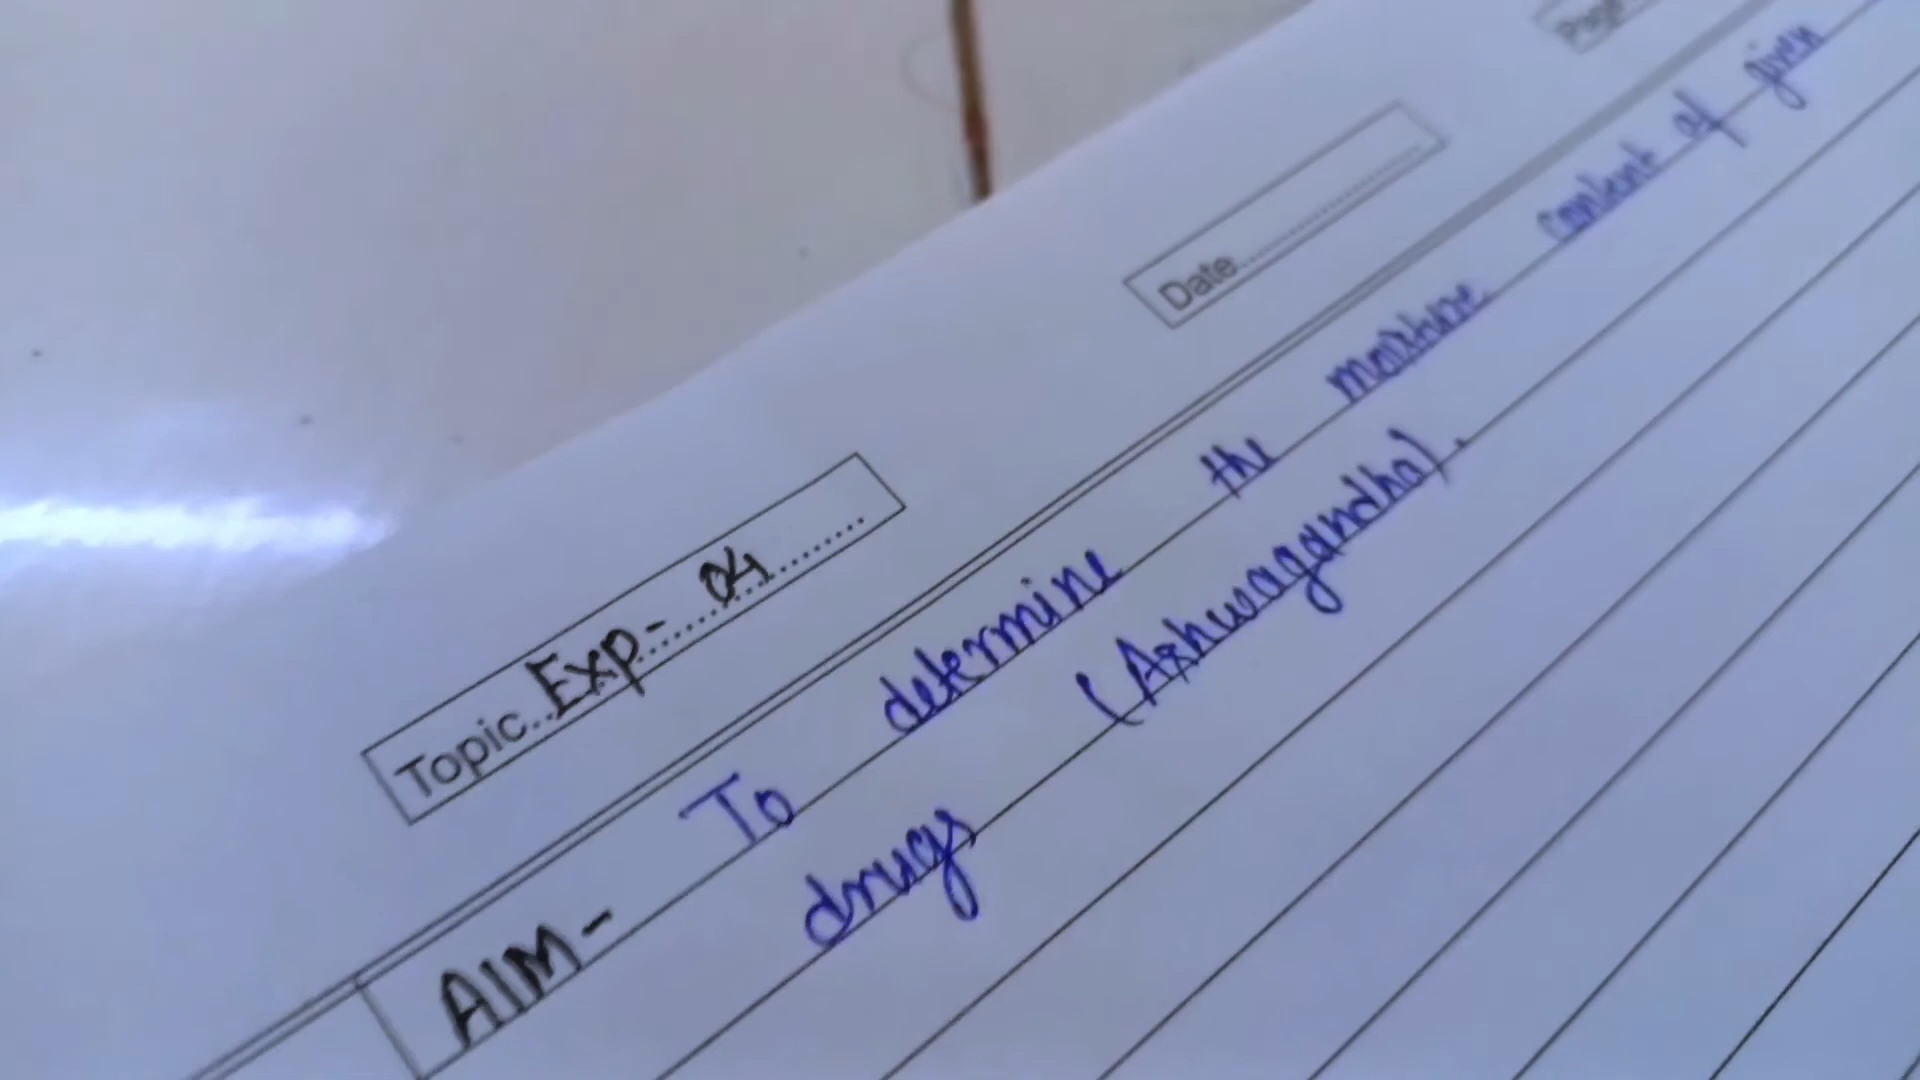 Page
Date
Topic Exp- 04
AIM- To determine the moisture content of given
drugs (Ashwagandha).